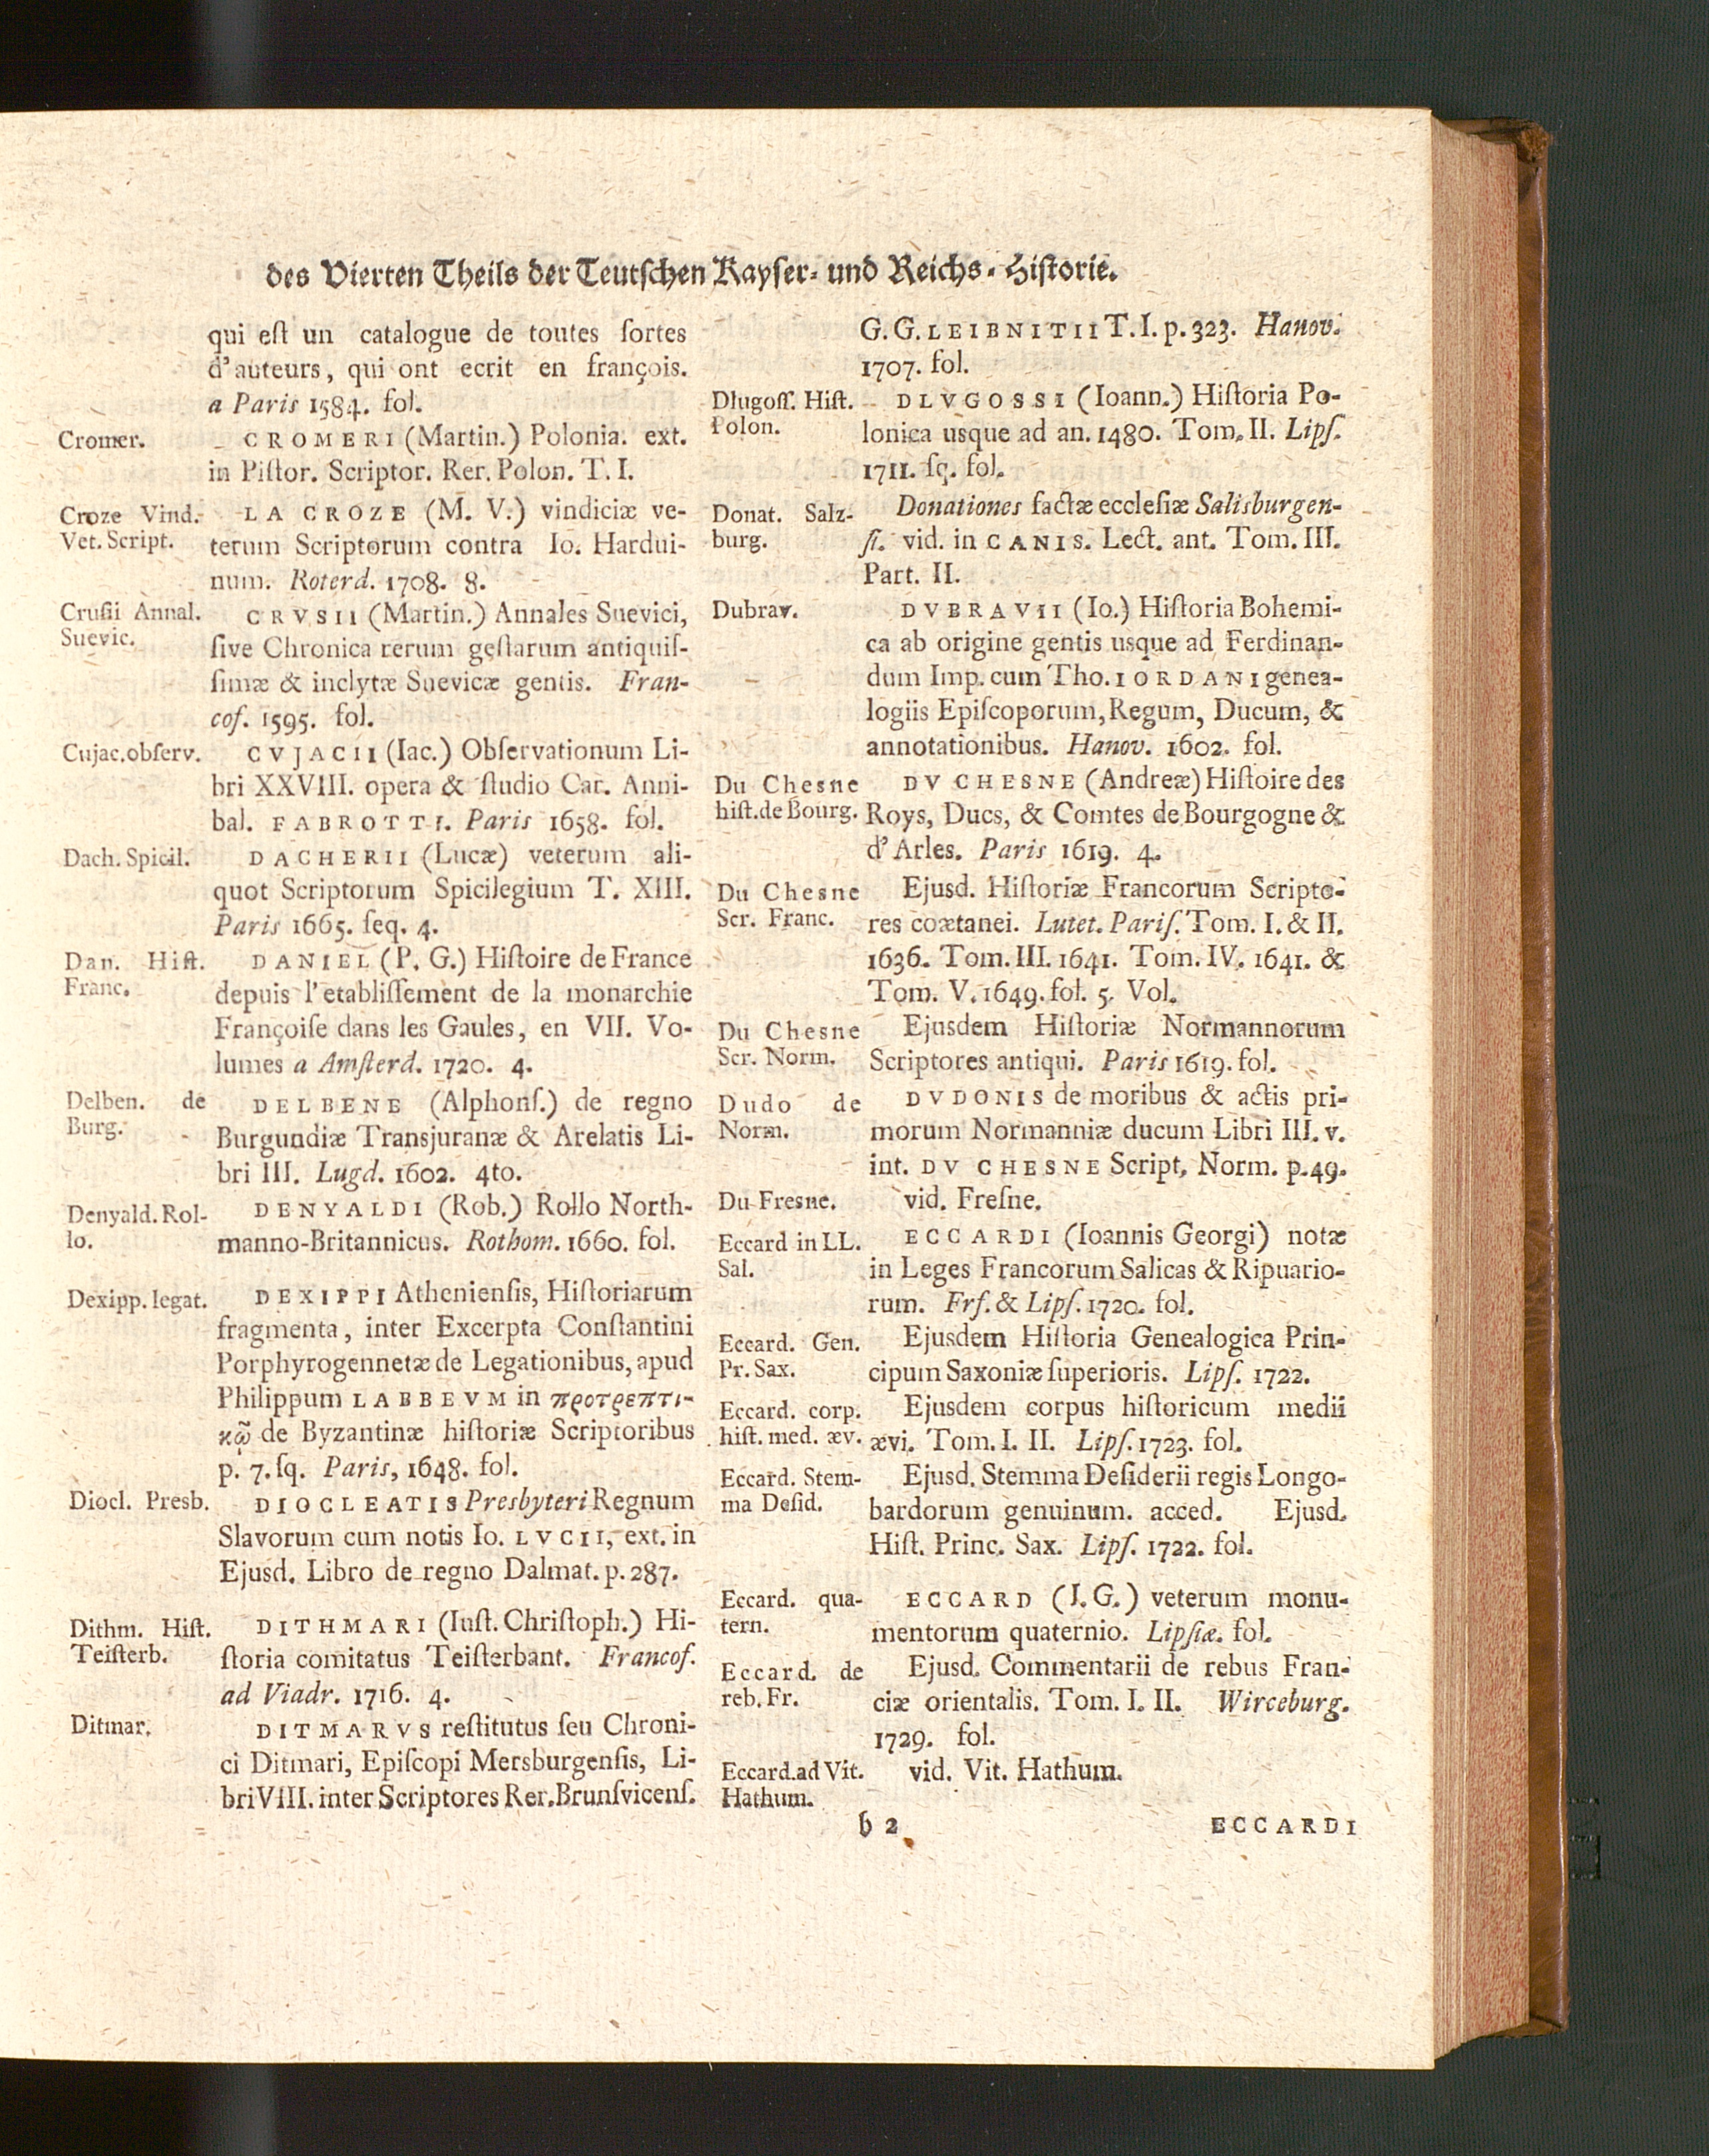 des Vierten Theils der Teutschen Kayser- und Reichs-Historie.
qui eſt un catalogue de toutes ſortes
d'auteurs, qui ont ecrit en françois.
a Paris 1584. fol.
Cromer.
CROMERI (Martin.) Polonia. ext.
in Piſtor. Scriptor. Rer. Polon. T. I.
Croze Vind.
Vet. Script.
LA CROZE (M. V.) vindiciæ ve-
terum Scriptorum contra Io. Hardui-
num. Roterd. 1708. 8.
Cruſii Annal.
Suevic.
CRVSII (Martin.) Annales Suevici,
ſive Chronica rerum geſtarum antiquiſ-
ſimæ & inclytæ Suevicæ gentis. Fran-
cof. 1595. fol.
Cujac. obſerv.
CVJACII (Iac.) Obſervationum Li-
bri XXVIII. opera & ſtudio Car. Anni-
bal. FABROTTI. Paris 1658. fol.
Dach. Spicil.
DACHERII (Lucæ) veterum ali-
quot Scriptorum Spicilegium T. XIII.
Paris 1665. ſeq. 4.
Dan. Hiſt.
Franc.
DANIEL (P. G.) Hiſtoire de France
depuis l'etabliſſement de la monarchie
Françoiſe dans les Gaules, en VII. Vo-
lumes a Amſterd. 1720. 4.
Delben. de
Burg.
DELBENE (Alphonſ.) de regno
Burgundiæ Transjuranæ & Arelatis Li-
bri III. Lugd. 1602. 4to.
Denyald. Rol-
lo.
DENYALDI (Rob.) Rollo North-
manno-Britannicus. Rothom. 1660. fol.
Dexipp. legat.
DEXIPPI Athenienſis, Hiſtoriarum
fragmenta, inter Excerpta Conſtantini
Porphyrogennetæ de Legationibus, apud
Philippum LABBEVM in προτρεπτι-
κῷ de Byzantinæ hiſtoriæ Scriptoribus
p. 7. ſq. Paris, 1648. fol.
Diocl. Presb.
DIOCLEATIS Presbyteri Regnum
Slavorum cum notis Io. LVCII, ext. in
Ejusd. Libro de regno Dalmat. p. 287.
Dithm. Hiſt.
Teiſterb.
DITHMARI (Iuſt. Chriſtoph.) Hi-
ſtoria comitatus Teiſterbant. Francof.
ad Viadr. 1716. 4.
Ditmar.
DITMARVS reſtitutus ſeu Chroni-
ci Ditmari, Epiſcopi Mersburgenſis, Li-
bri VIII. inter Scriptores Rer. Brunſvicenſ.
G. G. LEIBNITII T. I. p. 323. Hanov.
1707. fol.
Dlugoſſ. Hiſt.
Polon.
DLVGOSSI (Ioann.) Hiſtoria Po-
lonica usque ad an. 1480. Tom. II. Lipſ.
1711. ſq. fol.
Donat. Salz-
burg.
Donationes factæ eccleſiæ Salisburgen-
ſi. vid. in CANIS. Lect. ant. Tom. III.
Part. II.
Dubrav.
DVBRAVII (Io.) Hiſtoria Bohemi-
ca ab origine gentis usque ad Ferdinan-
dum Imp. cum Tho. IORDANI genea-
logiis Epiſcoporum, Regum, Ducum, &
annotationibus. Hanov. 1602. fol.
Du Chesne
hiſt. de Bourg.
DV CHESNE (Andreæ) Hiſtoire des
Roys, Ducs, & Comtes de Bourgogne &
d'Arles. Paris 1619. 4.
Du Chesne
Scr. Franc.
Ejusd. Hiſtoriæ Francorum Scripto-
res coætanei. Lutet. Pariſ. Tom. I. & II.
1636. Tom. III. 1641. Tom. IV. 1641. &
Tom. V. 1649. fol. 5. Vol.
Du Chesne
Scr. Norm.
Ejusdem Hiſtoriæ Normannorum
Scriptores antiqui. Paris 1619. fol.
Dudo de
Norm.
DVDONIS de moribus & actis pri-
morum Normanniæ ducum Libri III. v.
int. DV CHESNE Script. Norm. p. 49.
Du Fresne.
vid. Freſne.
Eccard in LL.
Sal.
ECCARDI (Ioannis Georgi) notæ
in Leges Francorum Salicas & Ripuario-
rum. Frf. & Lipſ. 1720. fol.
Eccard. Gen.
Pr. Sax.
Ejusdem Hiſtoria Genealogica Prin-
cipum Saxoniæ ſuperioris. Lipſ. 1722.
Eccard. corp.
hiſt. med. æv.
Ejusdem corpus hiſtoricum medii
ævi. Tom. I. II. Lipſ. 1723. fol.
Eccard. Stem-
ma Deſid.
Ejusd. Stemma Deſiderii regis Longo-
bardorum genuinum. acced. Ejusd.
Hiſt. Princ. Sax. Lipſ. 1722. fol.
Eccard. qua-
tern.
ECCARD (I. G.) veterum monu-
mentorum quaternio. Lipſiæ. fol.
Eccard. de
reb. Fr.
Ejusd. Commentarii de rebus Fran-
ciæ orientalis. Tom. I. II. Wirceburg.
1729. fol.
Eccard. ad Vit.
Hathum.
vid. Vit. Hathum.
b 2
ECCARDI